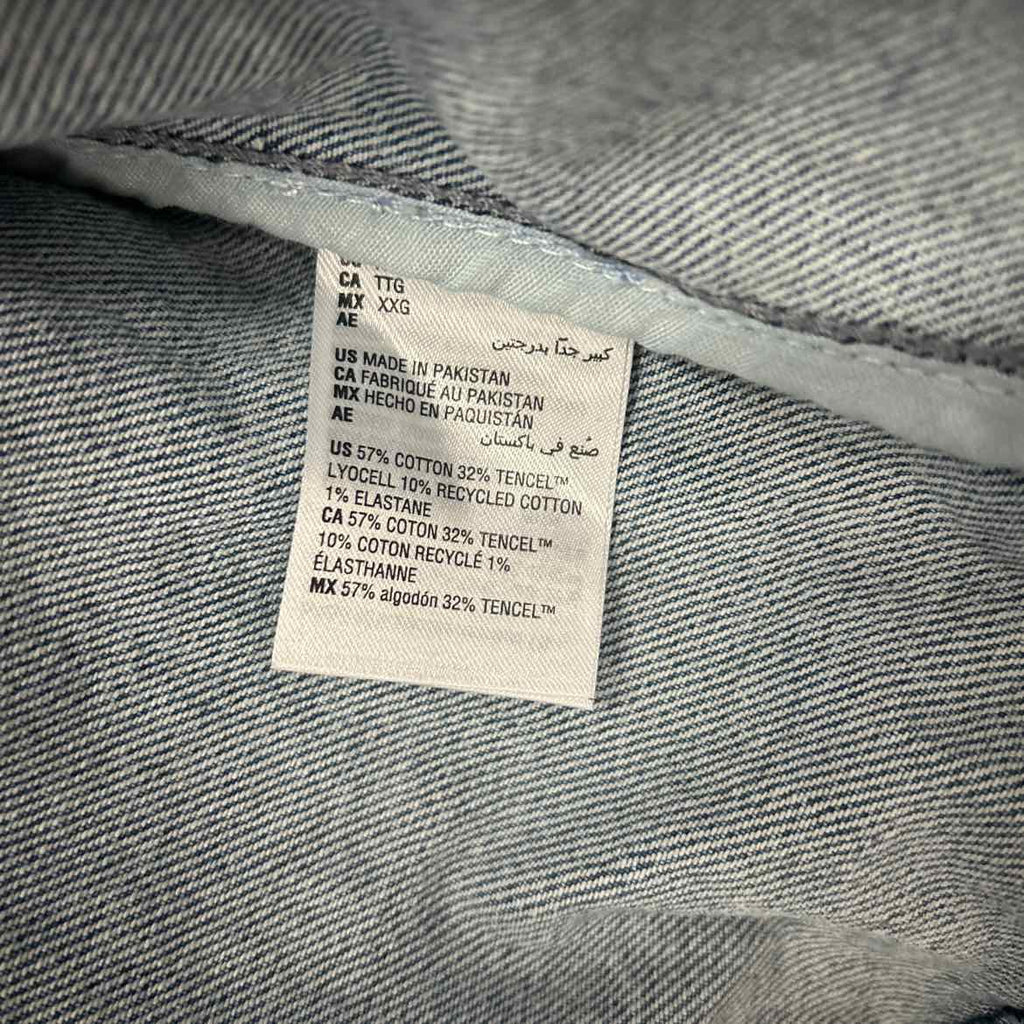 CA TTG
MX XXG
AE
كبير جدًا بدرجتين
US MADE IN PAKISTAN
CA FABRIQUÉ AU PAKISTAN
MX HECHO EN PAQUISTÁN
AE
صُنع في باكستان
US 57% COTTON 32% TENCEL™
LYOCELL 10% RECYCLED COTTON
1% ELASTANE
CA 57% COTON 32% TENCEL™
10% COTON RECYCLÉ 1%
ÉLASTHANNE
MX 57% algodón 32% TENCEL™